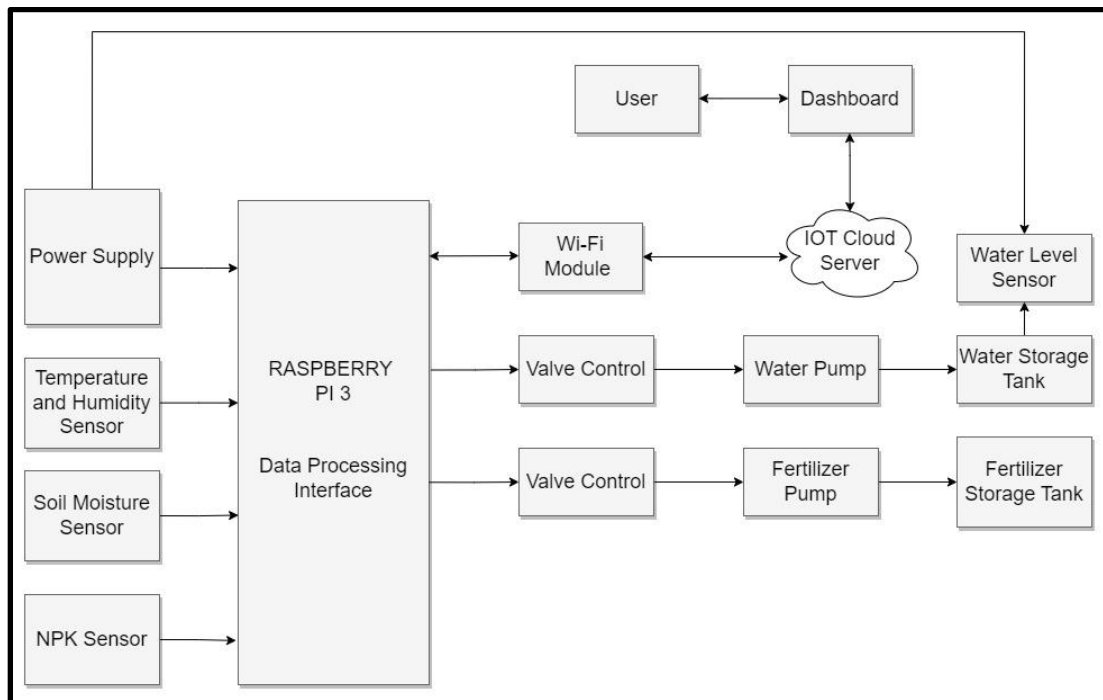 User
Dashboard
Power Supply
Wi-Fi
Module
IOT Cloud
Server
Water Level
Sensor
Temperature
and Humidity
Sensor
RASPBERRY
PI 3
Data Processing
Interface
Valve Control
Water Pump
Water Storage
Tank
Soil Moisture
Sensor
Valve Control
Fertilizer
Pump
Fertilizer
Storage Tank
NPK Sensor